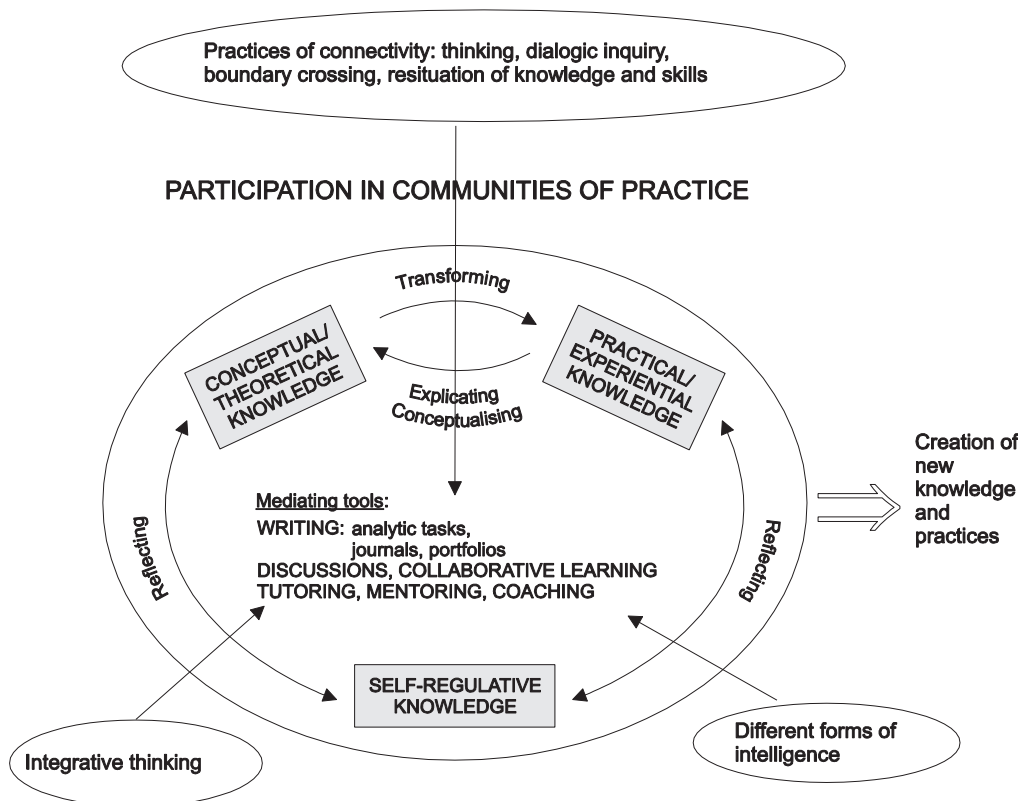 Practices of connectivity: thinking, dialogic inquiry,
boundary crossing, resituation of knowledge and skills
PARTICIPATION IN COMMUNITIES OF PRACTICE
Transforming
CONCEPTUAL/
THEORETICAL
KNOWLEDGE
PRACTICAL/
EXPERIENTIAL
KNOWLEDGE
Explicating
Conceptualising
Creation of
new
knowledge
and
practices
Mediating tools:
WRITING: analytic tasks,
journals, portfolios
DISCUSSIONS, COLLABORATIVE LEARNING
TUTORING, MENTORING, COACHING
Reflecting
Reflecting
SELF-REGULATIVE
KNOWLEDGE
Integrative thinking
Different forms of
intelligence